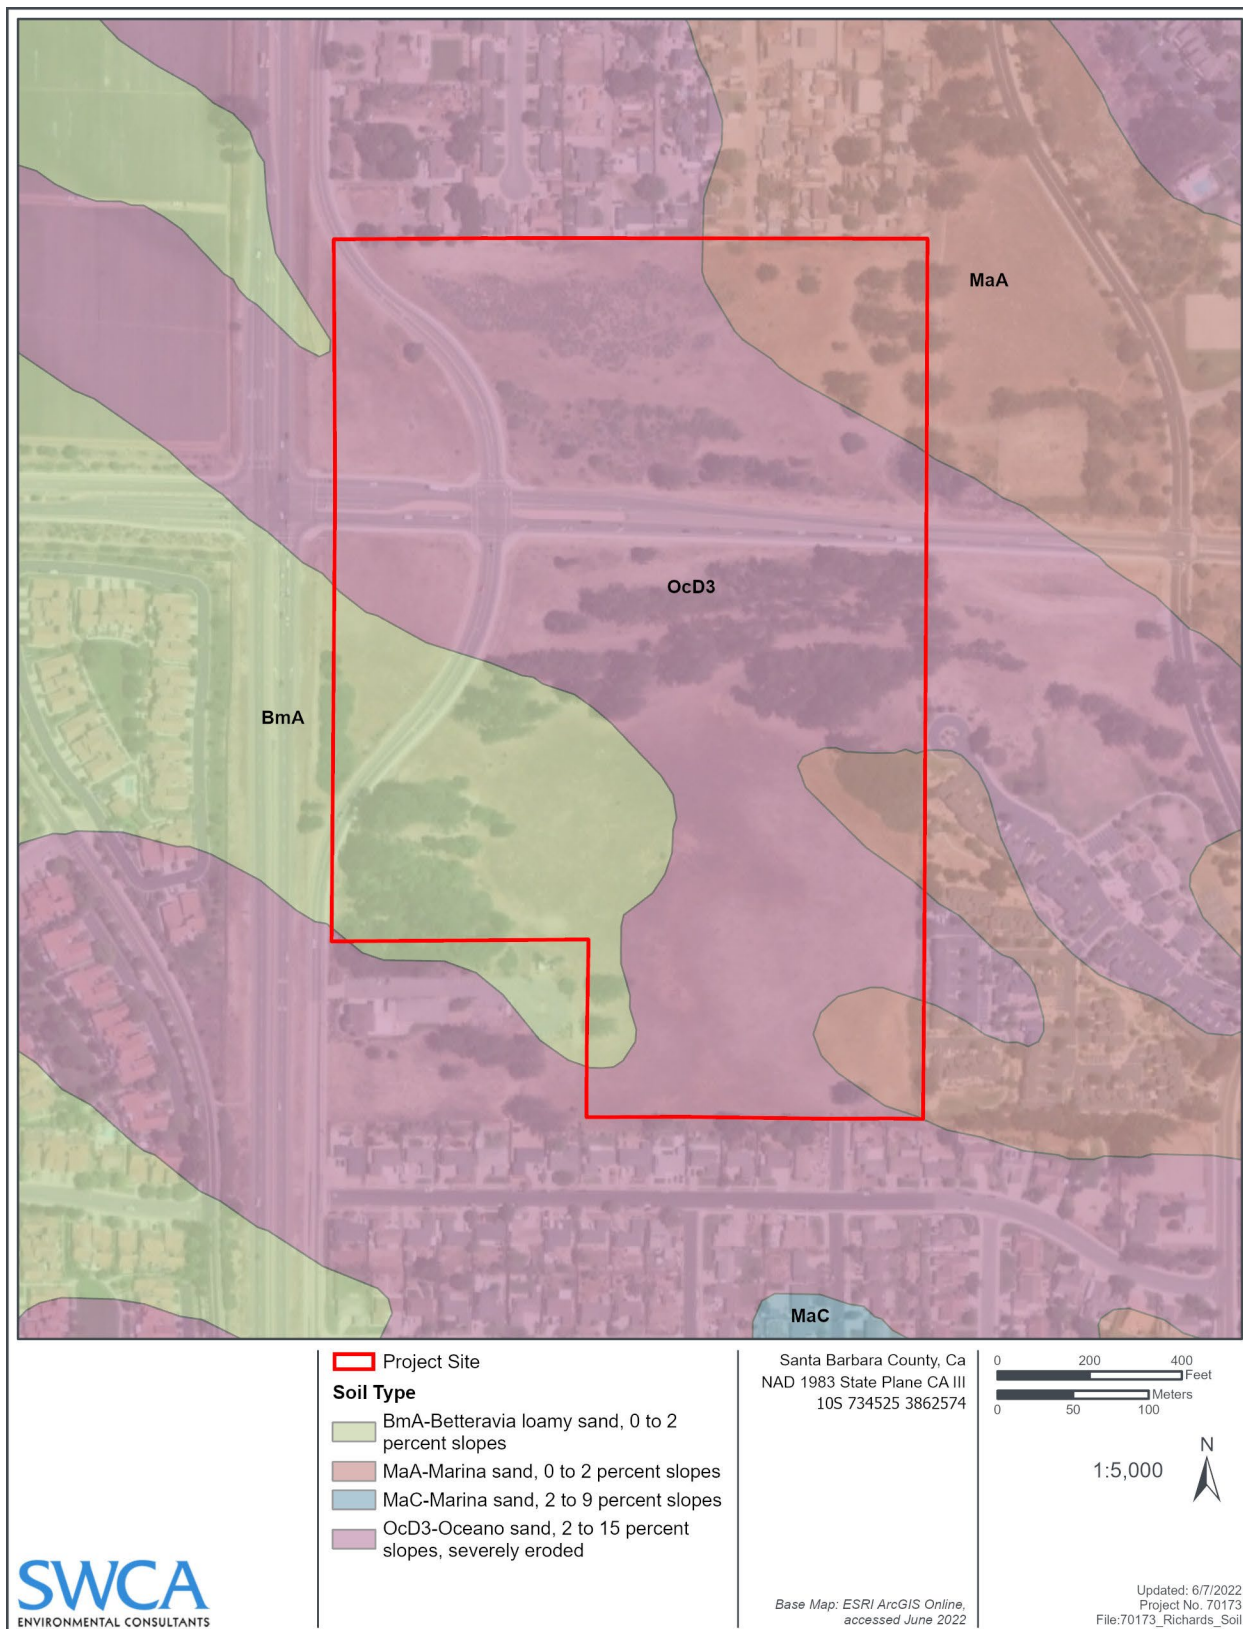 MaA
OcD3
BmA
MaC
Project Site
Soil Type
BmA-Betteravia loamy sand, 0 to 2
percent slopes
MaA-Marina sand, 0 to 2 percent slopes
MaC-Marina sand, 2 to 9 percent slopes
OcD3-Oceano sand, 2 to 15 percent
slopes, severely eroded
SWCA
ENVIRONMENTAL CONSULTANTS
Santa Barbara County, Ca
NAD 1983 State Plane CA III
10S 734525 3862574
Base Map: ESRI ArcGIS Online,
accessed June 2022
0 200 400
Feet
Meters
0 50 100
N
1:5,000
Updated: 6/7/2022
Project No. 70173
File:70173_Richards_Soil